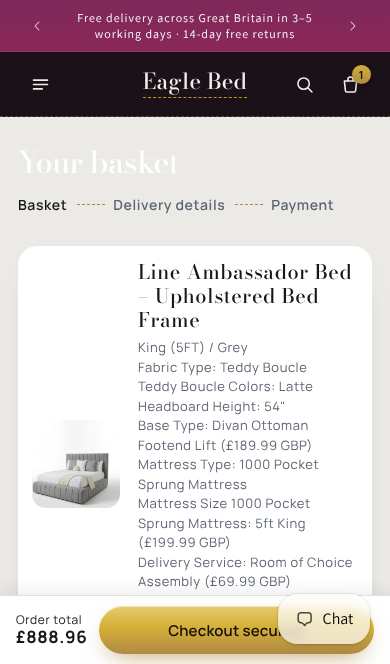 Free delivery across Great Britain in 3–5
working days · 14-day free returns
Eagle Bed
1
Your basket
Basket Delivery details Payment
Line Ambassador Bed
– Upholstered Bed
Frame
King (5FT) / Grey
Fabric Type: Teddy Boucle
Teddy Boucle Colors: Latte
Headboard Height: 54"
Base Type: Divan Ottoman
Footend Lift (£189.99 GBP)
Mattress Type: 1000 Pocket
Sprung Mattress
Mattress Size 1000 Pocket
Sprung Mattress: 5ft King
(£199.99 GBP)
Delivery Service: Room of Choice
Assembly (£69.99 GBP)
Order total
£888.96
Checkout
Chat